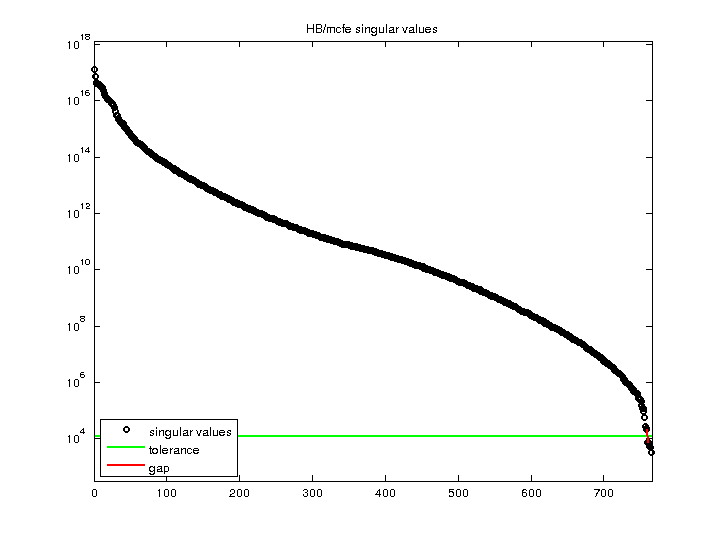 HB/mcfe singular values
10^18
10^16
10^14
10^12
10^10
10^8
10^6
10^4
singular values
tolerance
gap
0 100 200 300 400 500 600 700